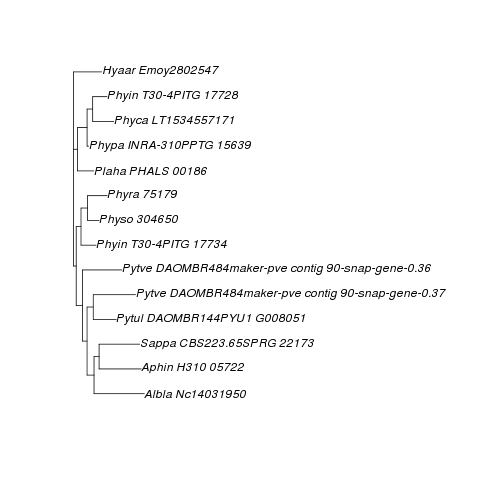 Hyaar Emoy2802547
Phyin T30-4PITG 17728
Phyca LT1534557171
Phypa INRA-310PPTG 15639
Plaha PHALS 00186
Phyra 75179
Physo 304650
Phyin T30-4PITG 17734
Pytve DAOMBR484maker-pve contig 90-snap-gene-0.36
Pytve DAOMBR484maker-pve contig 90-snap-gene-0.37
Pytul DAOMBR144PYU1 G008051
Sappa CBS223.65SPRG 22173
Aphin H310 05722
Albla Nc14031950